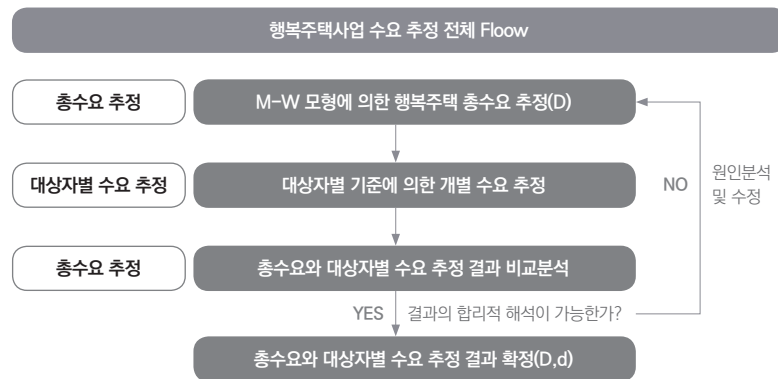 행복주택사업 수요 추정 전체 Floow
총수요 추정
M-W 모형에 의한 행복주택 총수요 추정(D)
대상자별 수요 추정
대상자별 기준에 의한 개별 수요 추정
NO
원인분석
및 수정
총수요 추정
총수요와 대상자별 수요 추정 결과 비교분석
YES 결과의 합리적 해석이 가능한가?
총수요와 대상자별 수요 추정 결과 확정(D,d)